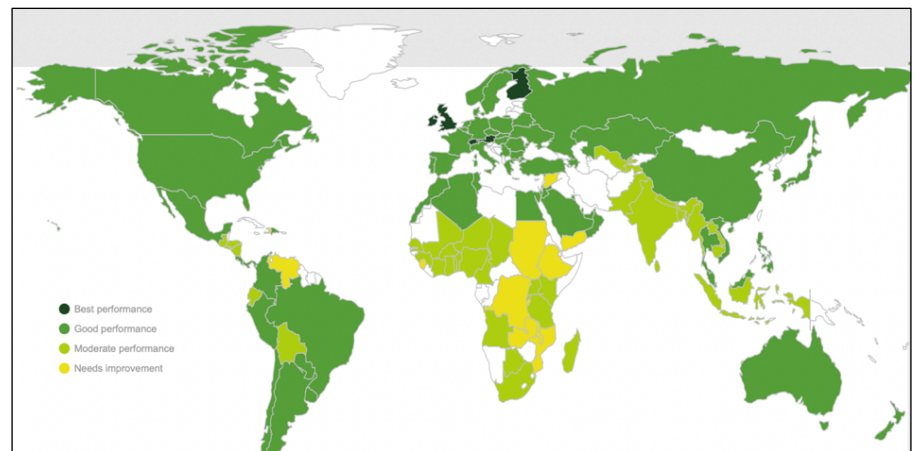 Best performance
Good performance
Moderate performance
Needs improvement